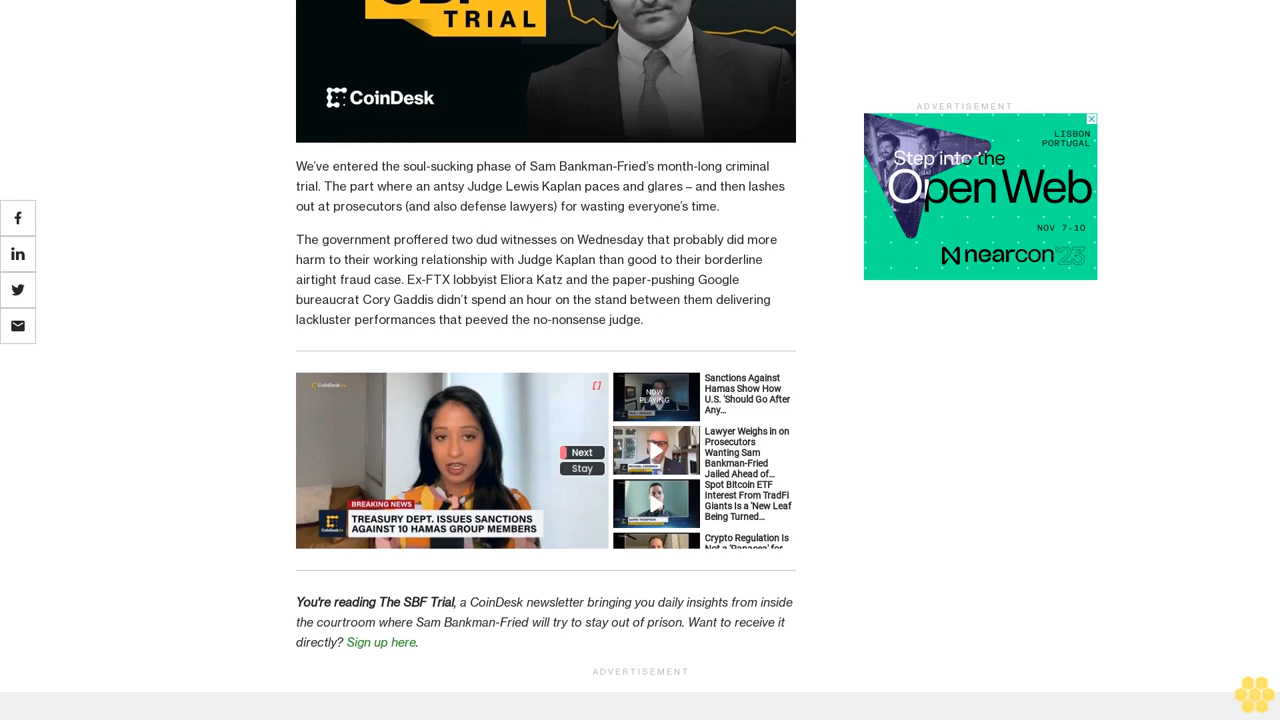 TRIAL
CoinDesk
We've entered the soul-sucking phase of Sam Bankman-Fried's month-long criminal
trial. The part where an antsy Judge Lewis Kaplan paces and glares – and then lashes
out at prosecutors (and also defense lawyers) for wasting everyone's time.
The government proffered two dud witnesses on Wednesday that probably did more
harm to their working relationship with Judge Kaplan than good to their borderline
airtight fraud case. Ex-FTX lobbyist Eliora Katz and the paper-pushing Google
bureaucrat Cory Gaddis didn't spend an hour on the stand between them delivering
lackluster performances that peeved the no-nonsense judge.
ADVERTISEMENT
LISBON
PORTUGAL
Step into the
Open Web
NOV 7-10
nearcon'23
CoinDesk
Next
Stay
BREAKING NEWS
TREASURY DEPT. ISSUES SANCTIONS
AGAINST 10 HAMAS GROUP MEMBERS
NOW
PLAYING
Sanctions Against
Hamas Show How
U.S. 'Should Go After
Any...
Lawyer Weighs in on
Prosecutors
Wanting Sam
Bankman-Fried
Jailed Ahead of...
Spot Bitcoin ETF
Interest From TradFi
Giants Is a 'New Leaf
Being Turned...
Crypto Regulation Is
Not a 'Panacea' for
You're reading The SBF Trial, a CoinDesk newsletter bringing you daily insights from inside
the courtroom where Sam Bankman-Fried will try to stay out of prison. Want to receive it
directly? Sign up here.
ADVERTISEMENT